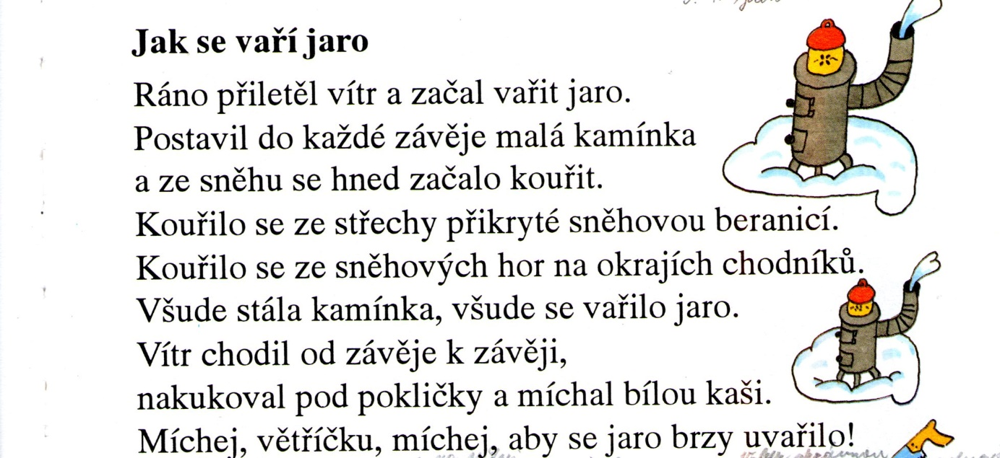 Jak se vaří jaro
Ráno přiletěl vítr a začal vařit jaro.
Postavil do každé závěje malá kamínka
a ze sněhu se hned začalo kouřit.
Kouřilo se ze střechy přikryté sněhovou beranicí.
Kouřilo se ze sněhových hor na okrajích chodníků.
Všude stála kamínka, všude se vařilo jaro.
Vítr chodil od závěje k závěji,
nakukoval pod pokličky a míchal bílou kaši.
Míchej, větříčku, míchej, aby se jaro brzy uvařilo!